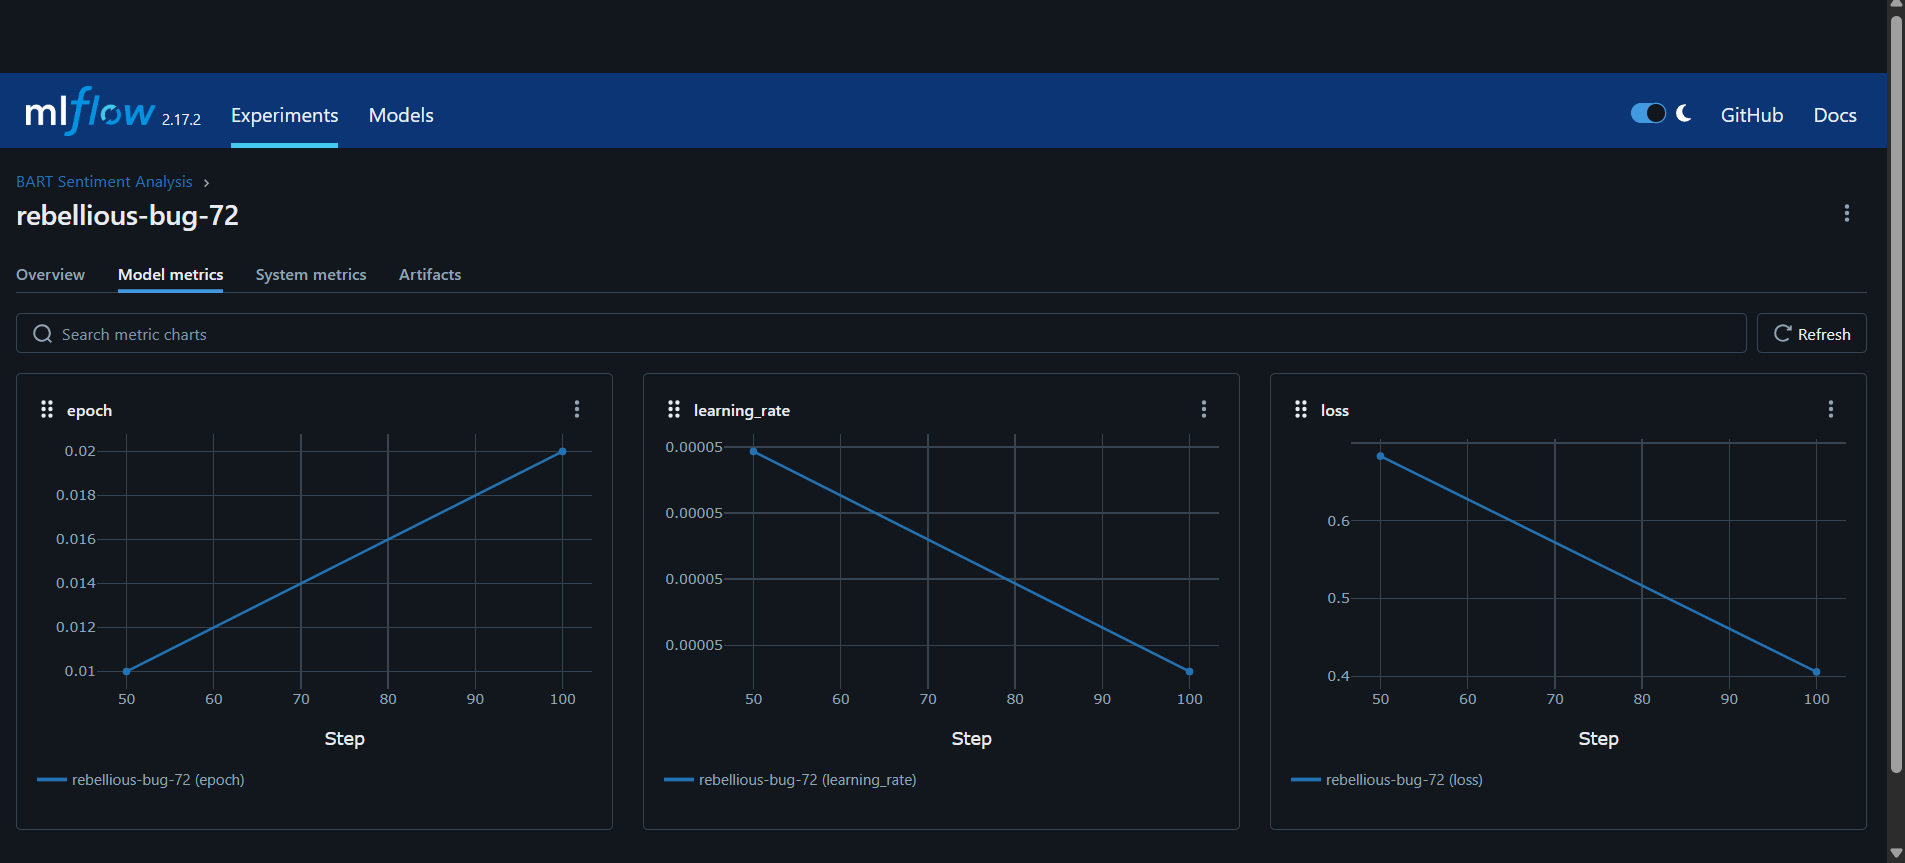 mlflow 2.17.2 Experiments Models GitHub Docs
BART Sentiment Analysis
rebellious-bug-72
Overview Model metrics System metrics Artifacts
Search metric charts Refresh
epoch
0.02
0.018
0.016
0.014
0.012
0.01
50 60 70 80 90 100
Step
rebellious-bug-72 (epoch)
learning_rate
0.00005
0.00005
0.00005
0.00005
50 60 70 80 90 100
Step
rebellious-bug-72 (learning_rate)
loss
0.6
0.5
0.4
50 60 70 80 90 100
Step
rebellious-bug-72 (loss)